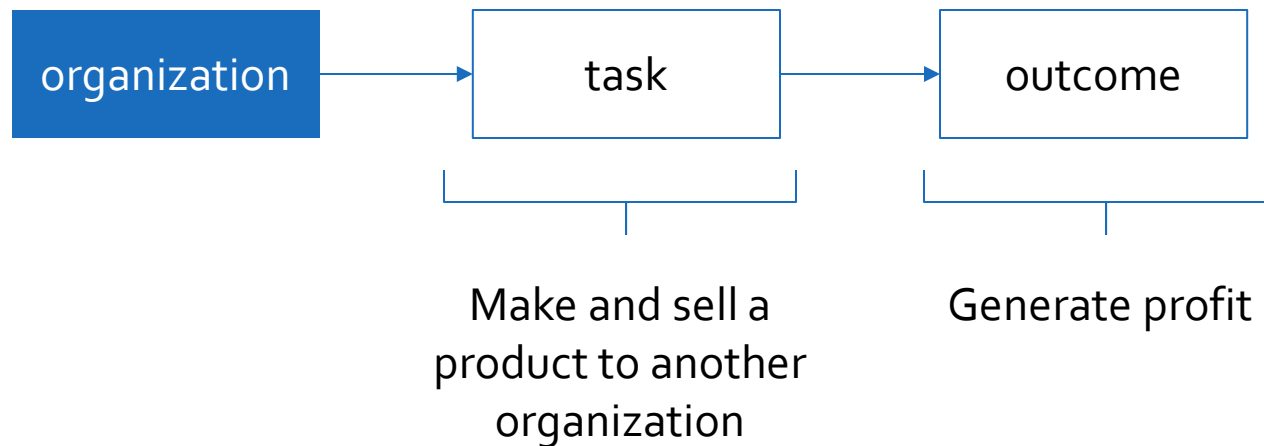 organization
task
outcome
Make and sell a
product to another
organization
Generate profit